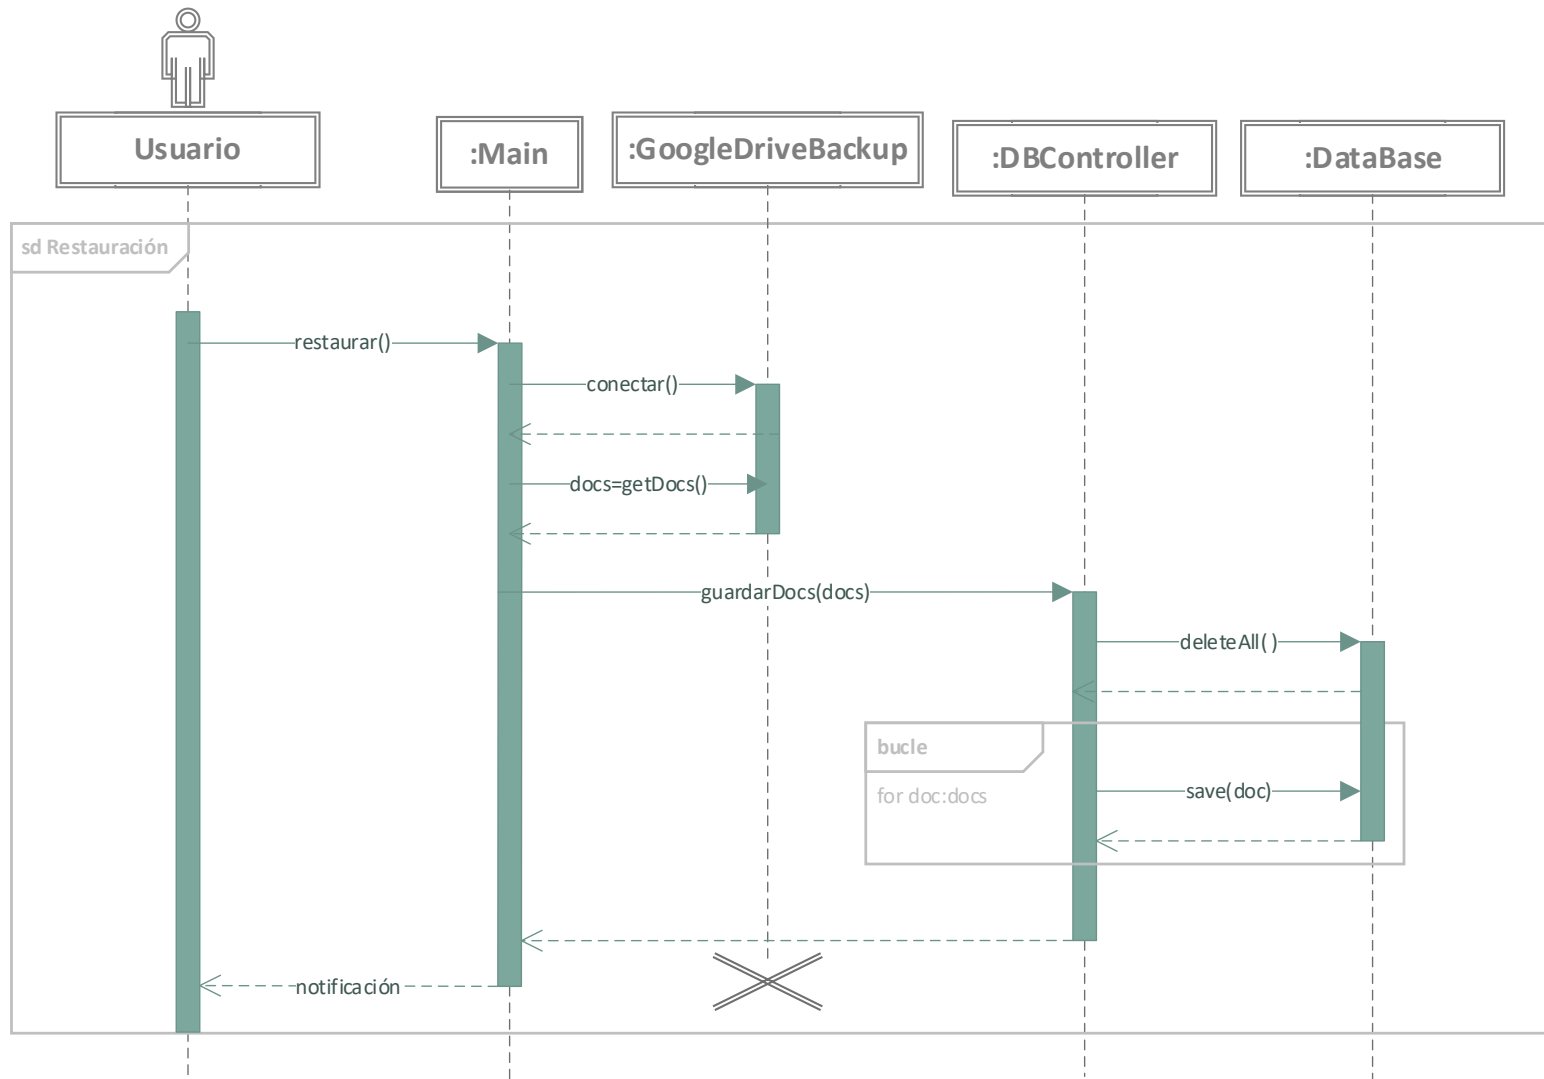 Usuario
:Main
:GoogleDriveBackup
:DBController
:DataBase
sd Restauración
restaurar()
conectar()
docs=getDocs()
guardarDocs(docs)
deleteAll( )
bucle
for doc:docs
save(doc)
notificación